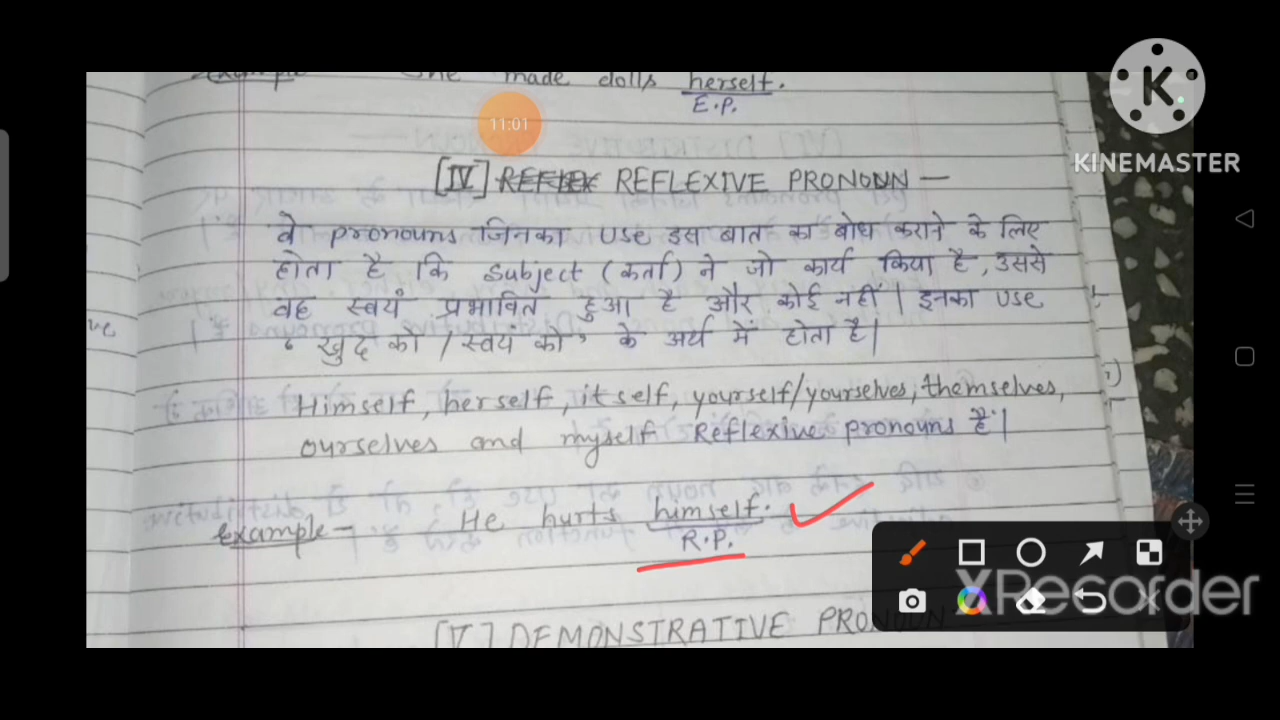 Example She made dolls herself.
E.P.
11:01
KINEMASTER
[IV] REFLEX REFLEXIVE PRONOUN —
वे pronouns जिनका use इस बात का बोध कराने के लिए
होता है कि Subject (कर्ता) ने जो कार्य किया है, उससे
वह स्वयं प्रभावित हुआ है और कोई नहीं। इनका use
‘ खुद को / स्वयं को’ के अर्थ में होता है।
Himself, herself, itself, yourself/yourselves, themselves,
ourselves and myself Reflexive pronouns हैं।
example – He hurts himself.
R.P.
XRecorder
[V] DEMONSTRATIVE PRONOUN